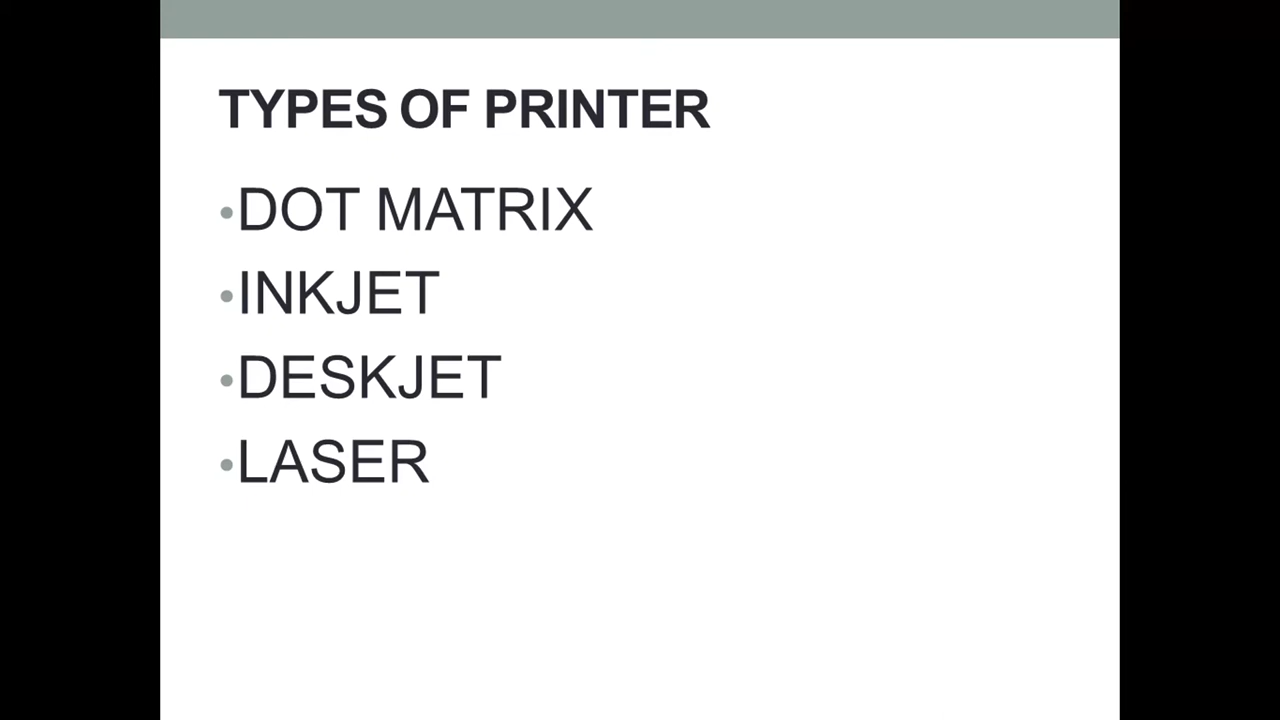 TYPES OF PRINTER
•DOT MATRIX
•INKJET
•DESKJET
•LASER